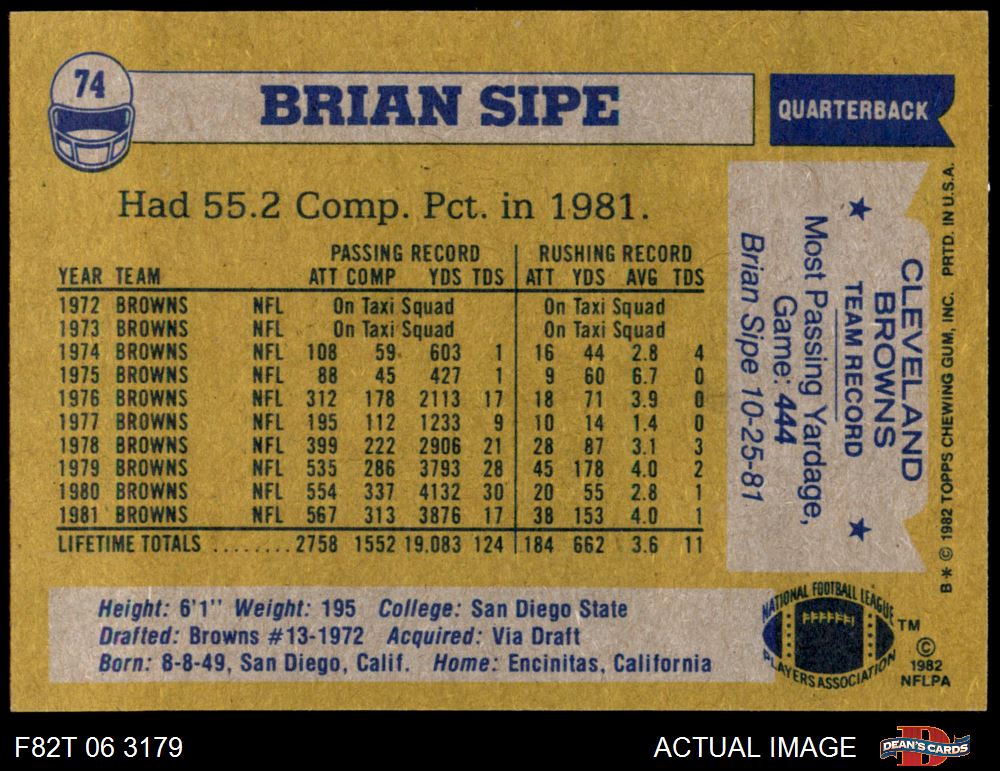 74
BRIAN SIPE
QUARTERBACK
Had 55.2 Comp. Pct. in 1981.
PASSING RECORD RUSHING RECORD
YEAR TEAM ATT COMP YDS TDS ATT YDS AVG TDS
1972 BROWNS NFL On Taxi Squad On Taxi Squad
1973 BROWNS NFL On Taxi Squad On Taxi Squad
1974 BROWNS NFL 108 59 603 1 16 44 2.8 4
1975 BROWNS NFL 88 45 427 1 9 60 6.7 0
1976 BROWNS NFL 312 178 2113 17 18 71 3.9 0
1977 BROWNS NFL 195 112 1233 9 10 14 1.4 0
1978 BROWNS NFL 399 222 2906 21 28 87 3.1 3
1979 BROWNS NFL 535 286 3793 28 45 178 4.0 2
1980 BROWNS NFL 554 337 4132 30 20 55 2.8 1
1981 BROWNS NFL 567 313 3876 17 38 153 4.0 1
LIFETIME TOTALS ........ 2758 1552 19.083 124 184 662 3.6 11
CLEVELAND
BROWNS
TEAM RECORD
Most Passing Yardage,
Game: 444
Brian Sipe 10-25-81
B✶ © 1982 TOPPS CHEWING GUM, INC. PRTD. IN U.S.A.
Height: 6'1" Weight: 195 College: San Diego State
Drafted: Browns #13-1972 Acquired: Via Draft
Born: 8-8-49, San Diego, Calif. Home: Encinitas, California
NATIONAL FOOTBALL LEAGUE
PLAYERS ASSOCIATION
TM
©
1982
NFLPA
F82T 06 3179
ACTUAL IMAGE
DEAN'S CARDS